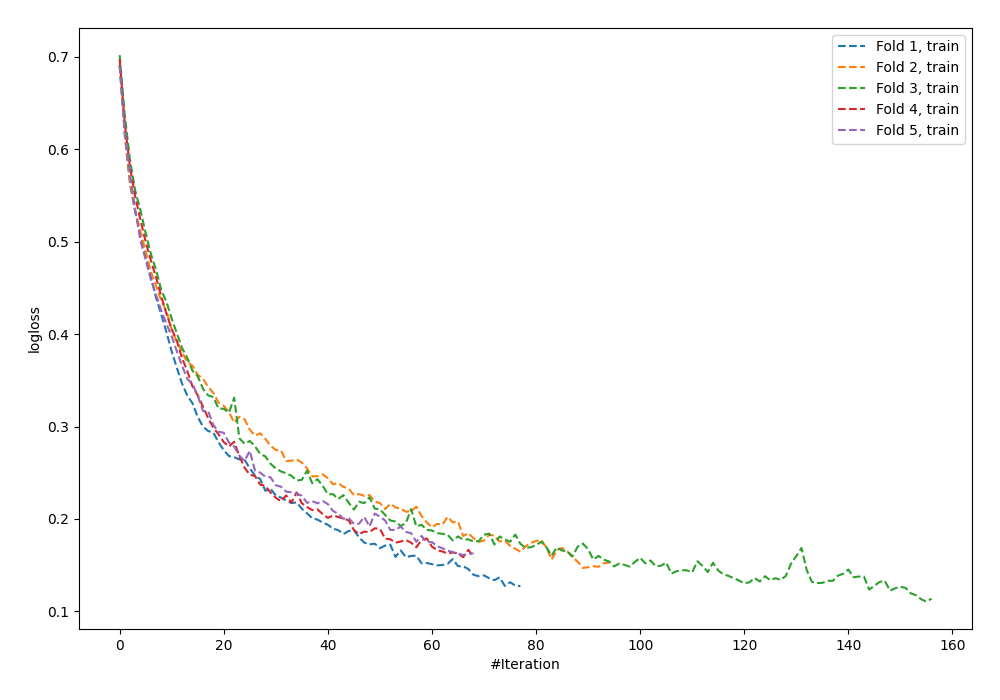 Fold 1, train
Fold 2, train
Fold 3, train
Fold 4, train
Fold 5, train
logloss
0.7
0.6
0.5
0.4
0.3
0.2
0.1
0 20 40 60 80 100 120 140 160
#Iteration